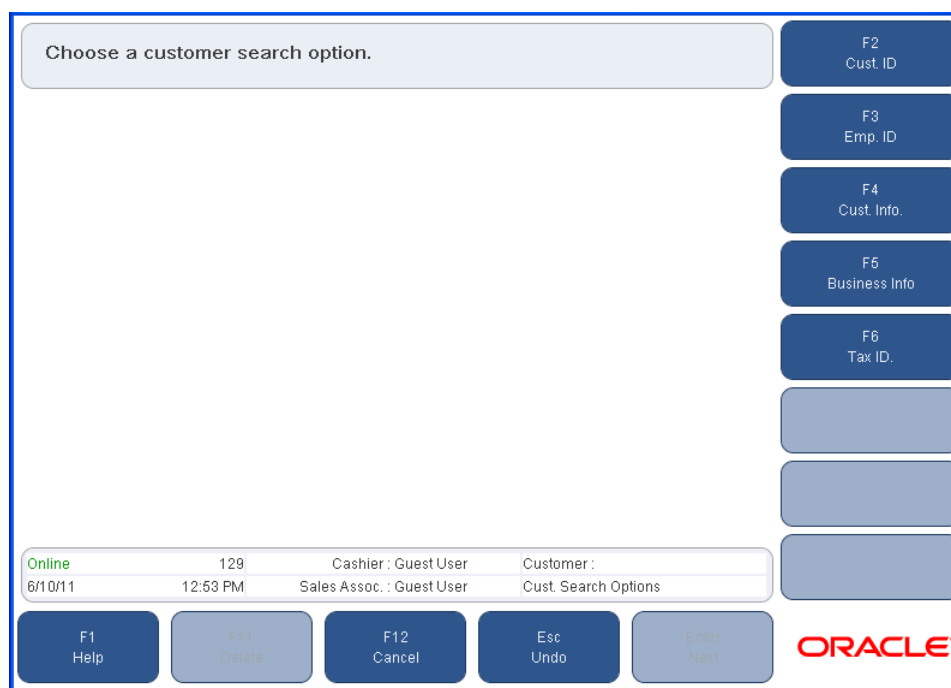 Choose a customer search option.
F2
Cust. ID
F3
Emp. ID
F4
Cust. Info.
F5
Business Info
F6
Tax ID.
Online 129 Cashier : Guest User Customer :
6/10/11 12:53 PM Sales Assoc. : Guest User Cust. Search Options
F1
Help
F11
Delete
F12
Cancel
Esc
Undo
Enter
Next
ORACLE